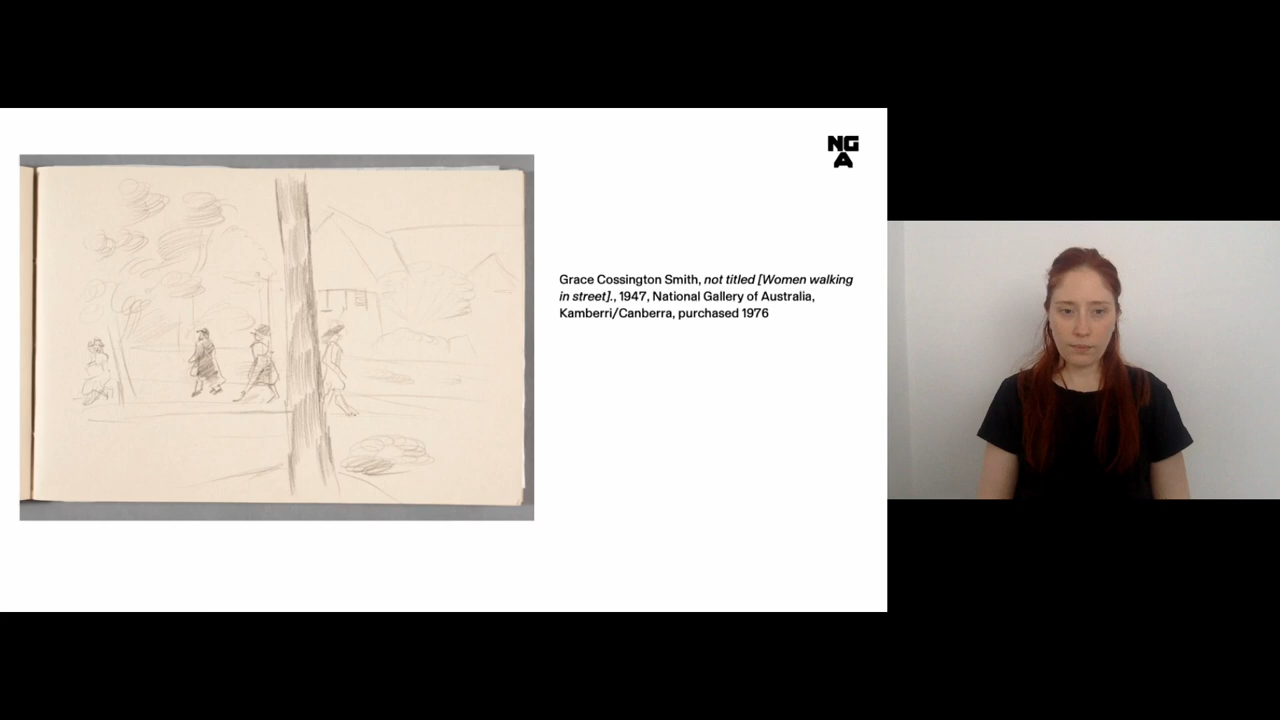 NG
A
Grace Cossington Smith, not titled [Women walking
in street]., 1947, National Gallery of Australia,
Kamberri/Canberra, purchased 1976